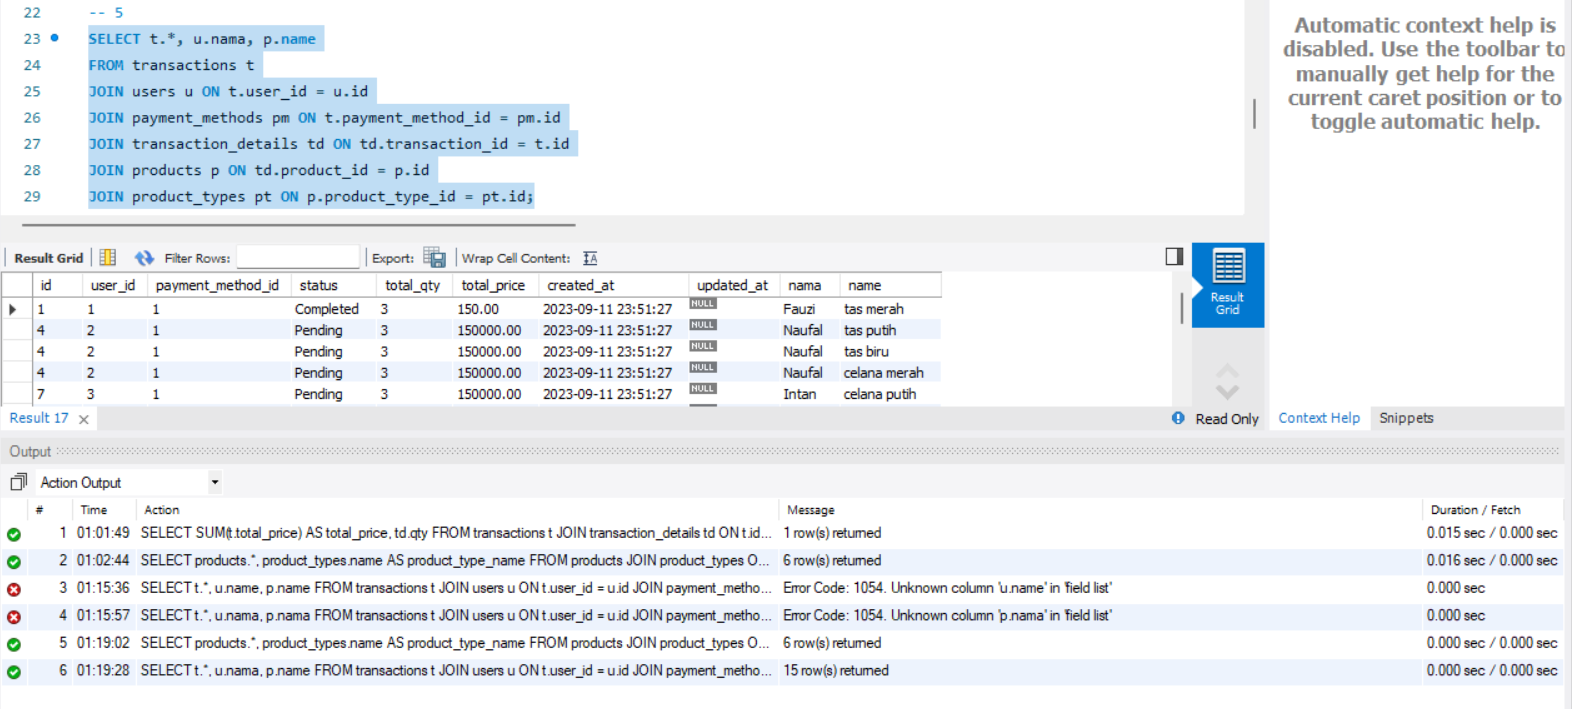 22 -- 5
23 SELECT t.*, u.nama, p.name
24 FROM transactions t
25 JOIN users u ON t.user_id = u.id
26 JOIN payment_methods pm ON t.payment_method_id = pm.id
27 JOIN transaction_details td ON td.transaction_id = t.id
28 JOIN products p ON td.product_id = p.id
29 JOIN product_types pt ON p.product_type_id = pt.id;
Automatic context help is
disabled. Use the toolbar to
manually get help for the
current caret position or to
toggle automatic help.
Result Grid Filter Rows: Export: Wrap Cell Content: IA
id user_id payment_method_id status total_qty total_price created_at updated_at nama name
1 1 1 Completed 3 150.00 2023-09-11 23:51:27 NULL Fauzi tas merah
4 2 1 Pending 3 150000.00 2023-09-11 23:51:27 NULL Naufal tas putih
4 2 1 Pending 3 150000.00 2023-09-11 23:51:27 NULL Naufal tas biru
4 2 1 Pending 3 150000.00 2023-09-11 23:51:27 NULL Naufal celana merah
7 3 1 Pending 3 150000.00 2023-09-11 23:51:27 NULL Intan celana putih
Result
Grid
Result 17 Read Only Context Help Snippets
Output
Action Output
# Time Action Message Duration / Fetch
1 01:01:49 SELECT SUM(t.total_price) AS total_price, td.qty FROM transactions t JOIN transaction_details td ON t.id... 1 row(s) returned 0.015 sec / 0.000 sec
2 01:02:44 SELECT products.*, product_types.name AS product_type_name FROM products JOIN product_types O... 6 row(s) returned 0.016 sec / 0.000 sec
3 01:15:36 SELECT t.*, u.name, p.name FROM transactions t JOIN users u ON t.user_id = u.id JOIN payment_metho... Error Code: 1054. Unknown column 'u.name' in 'field list' 0.000 sec
4 01:15:57 SELECT t.*, u.nama, p.nama FROM transactions t JOIN users u ON t.user_id = u.id JOIN payment_metho... Error Code: 1054. Unknown column 'p.nama' in 'field list' 0.000 sec
5 01:19:02 SELECT products.*, product_types.name AS product_type_name FROM products JOIN product_types O... 6 row(s) returned 0.000 sec / 0.000 sec
6 01:19:28 SELECT t.*, u.nama, p.name FROM transactions t JOIN users u ON t.user_id = u.id JOIN payment_metho... 15 row(s) returned 0.000 sec / 0.000 sec